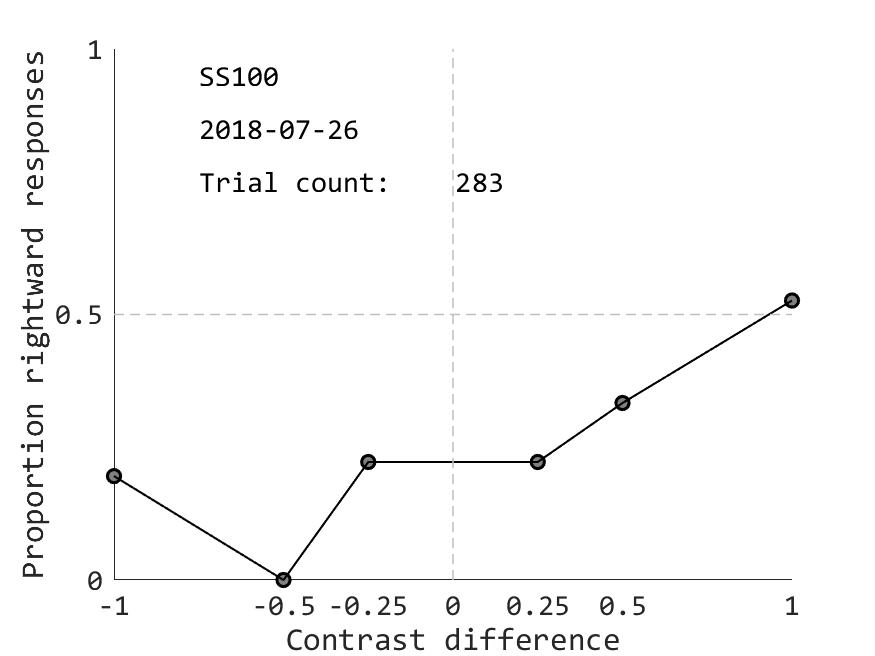 SS100
2018-07-26
Trial count:    283
Proportion rightward responses
1
0.5
0
-1 -0.5 -0.25 0 0.25 0.5 1
Contrast difference